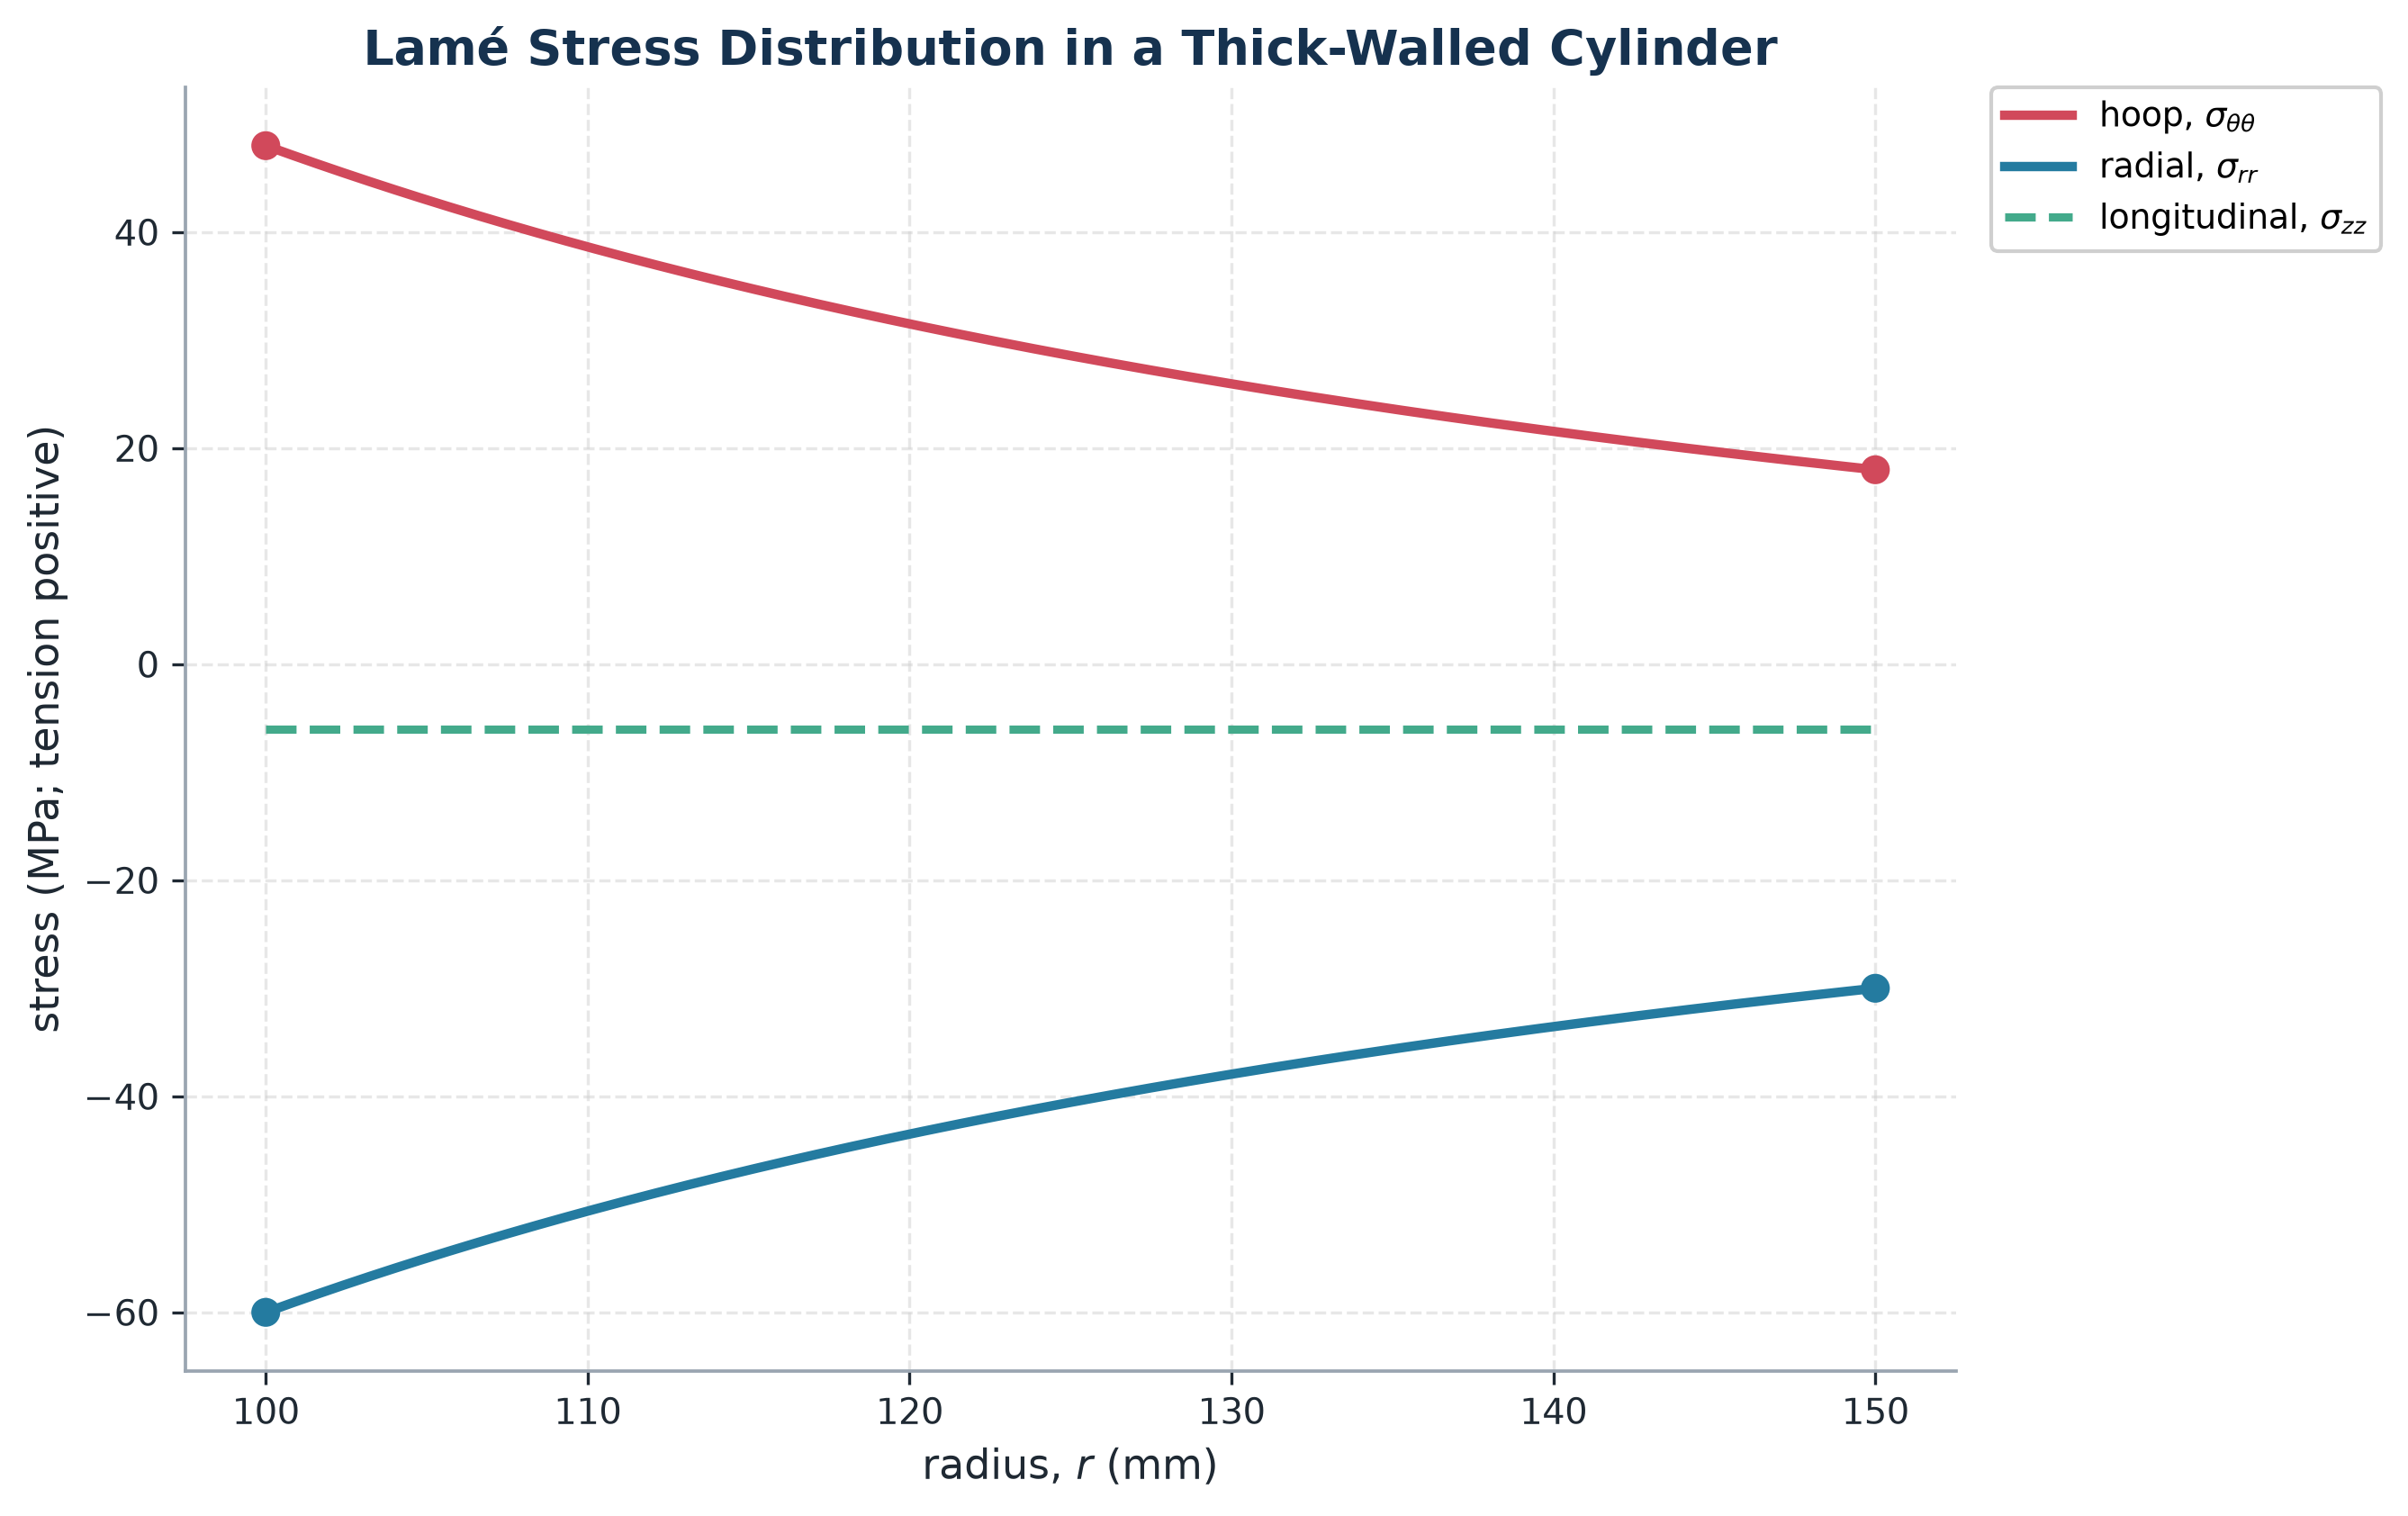 Lamé Stress Distribution in a Thick-Walled Cylinder
hoop, σθθ
radial, σrr
longitudinal, σzz
stress (MPa; tension positive)
40
20
0
−20
−40
−60
100 110 120 130 140 150
radius, r (mm)